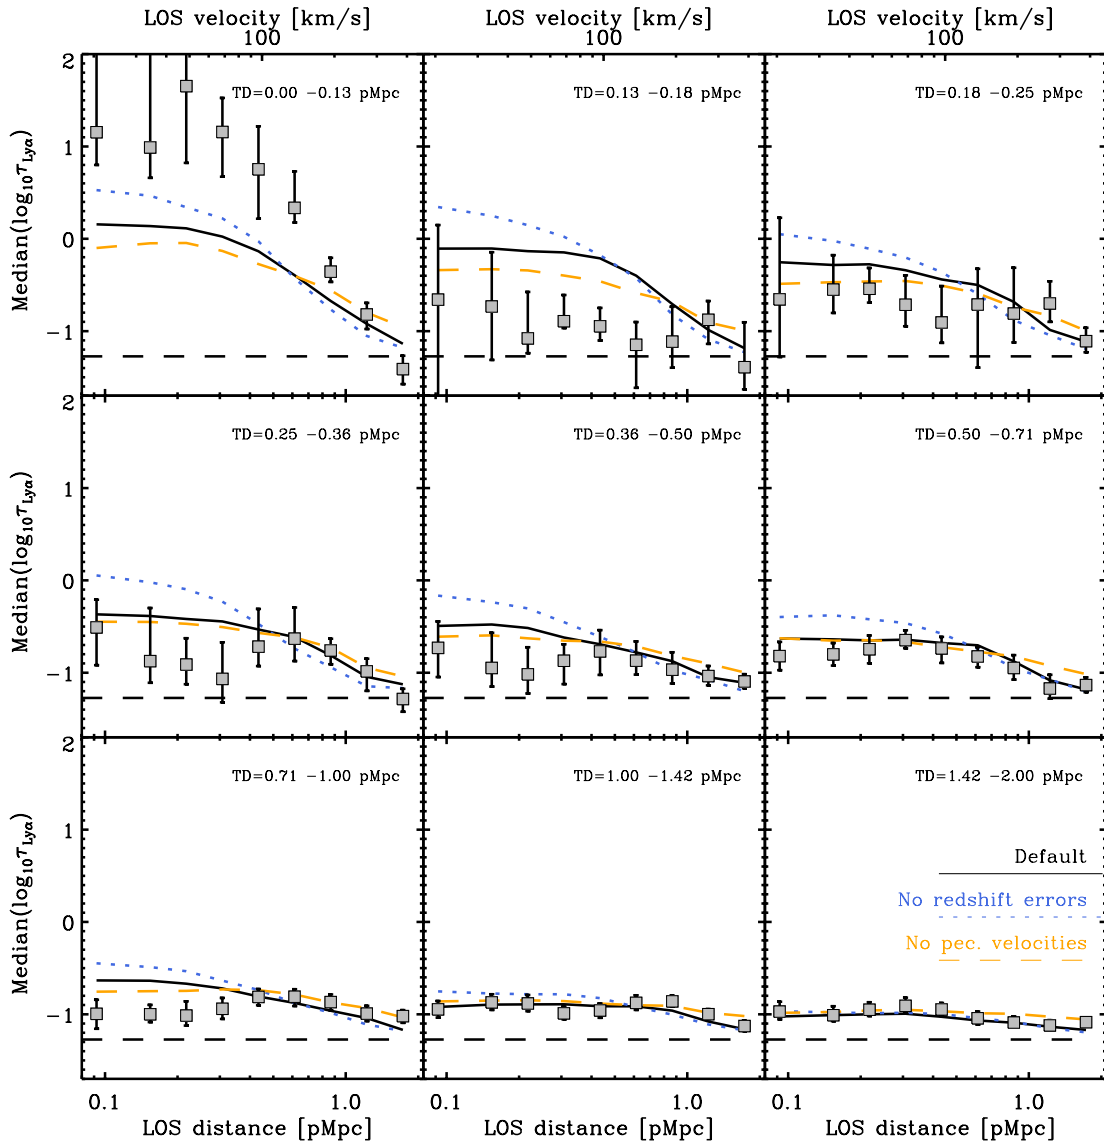 LOS velocity [km/s] LOS velocity [km/s] LOS velocity [km/s]
100 100 100
2
TD=0.00 −0.13 pMpc TD=0.13 −0.18 pMpc TD=0.18 −0.25 pMpc
1
0
−1
Median(log₁₀τLyα)
2
TD=0.25 −0.36 pMpc TD=0.36 −0.50 pMpc TD=0.50 −0.71 pMpc
1
0
−1
Median(log₁₀τLyα)
2
TD=0.71 −1.00 pMpc TD=1.00 −1.42 pMpc TD=1.42 −2.00 pMpc
1
0
−1
Median(log₁₀τLyα)
Default
No redshift errors
No pec. velocities
0.1 1.0 0.1 1.0 0.1 1.0
LOS distance [pMpc] LOS distance [pMpc] LOS distance [pMpc]